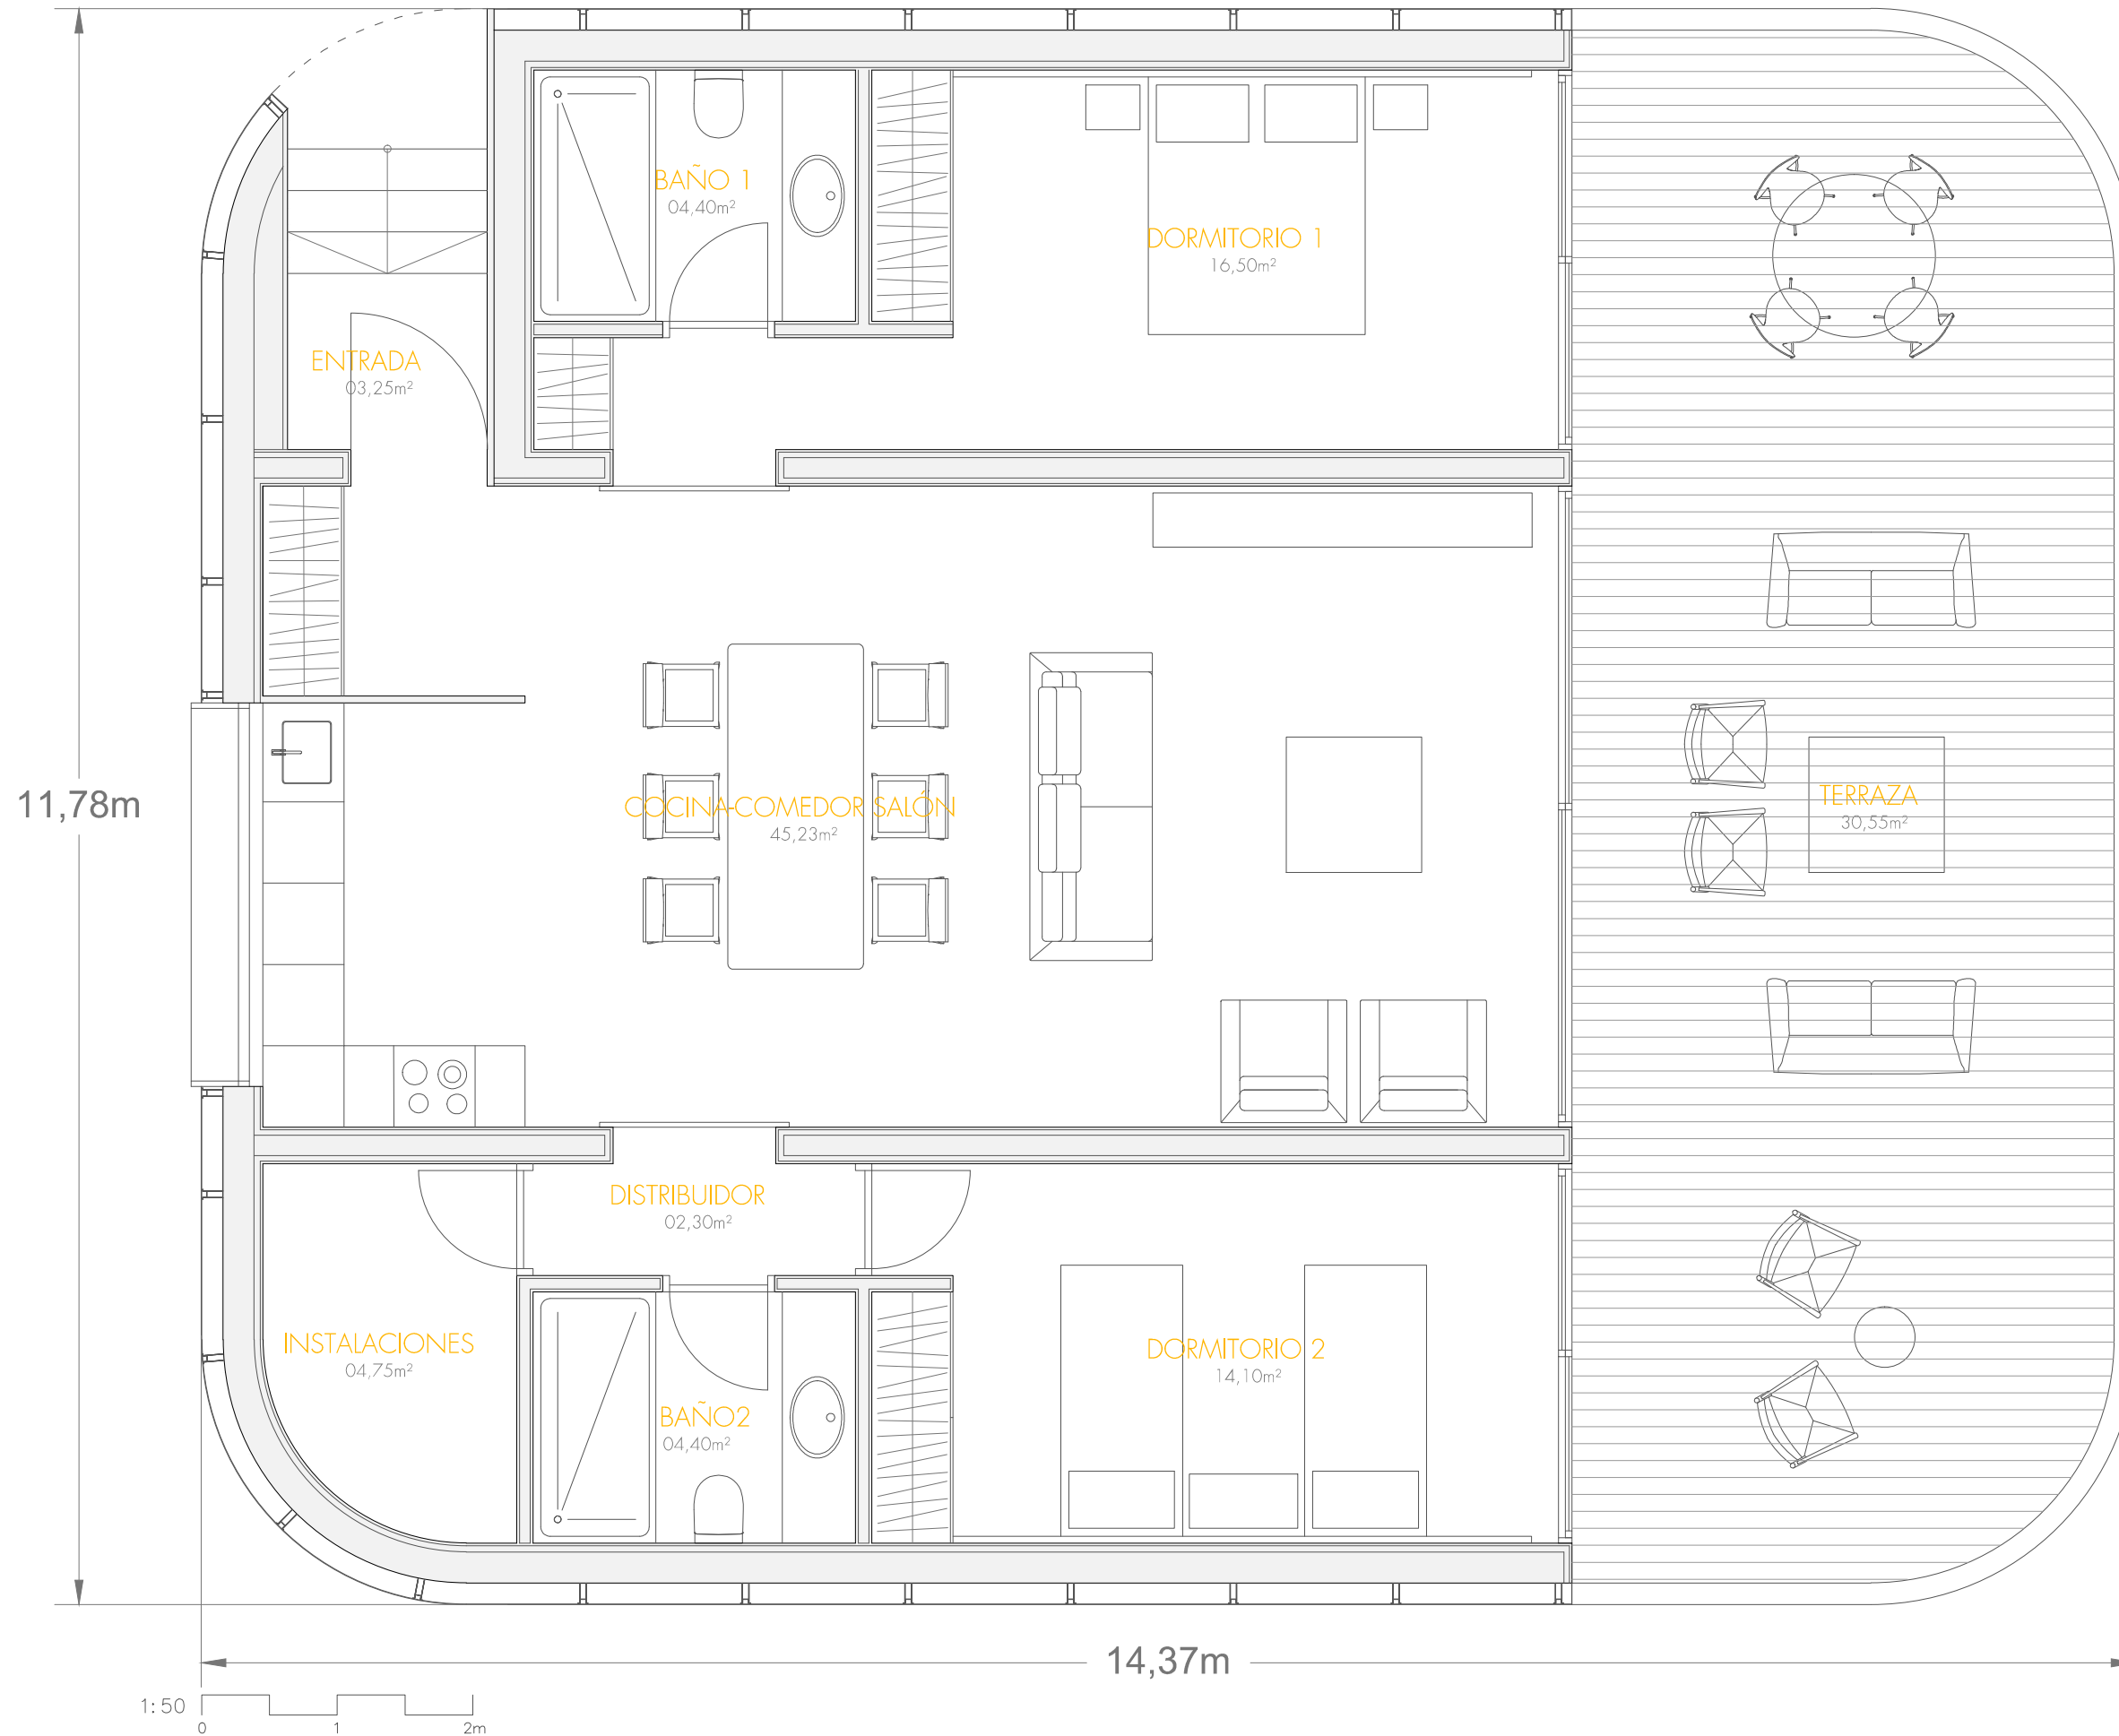 BAÑO 1
04,40m²
DORMITORIO 1
16,50m²
ENTRADA
03,25m²
11,78m
COCINA-COMEDOR SALÓN
45,23m²
TERRAZA
30,55m²
DISTRIBUIDOR
02,30m²
INSTALACIONES
04,75m²
DORMITORIO 2
14,10m²
BAÑO2
04,40m²
14,37m
1:50
0 1 2m